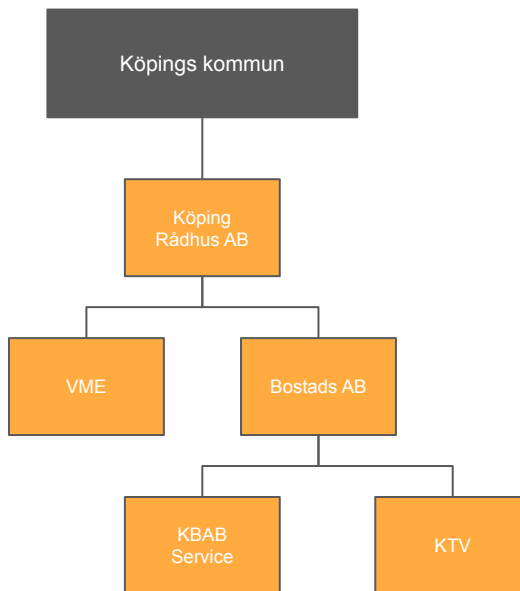 Köpings kommun
Köping
Rådhus AB
VME
Bostads AB
KBAB
Service
KTV